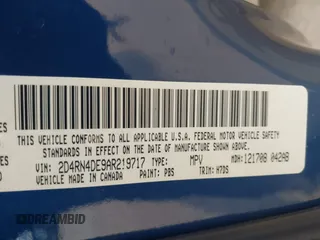 THIS VEHICLE CONFORMS TO ALL APPLICABLE U.S.A. FEDERAL MOTOR VEHICLE SAFETY
STANDARDS IN EFFECT ON THE DATE OF MANUFACTURE SHOWN ABOVE.
VIN: 2D4RN4DE9AR219717 TYPE: MPV MDH: 121708 042AB
VEHICLE MADE IN CANADA PAINT: PBS TRIM: H7DS
DREAMBID